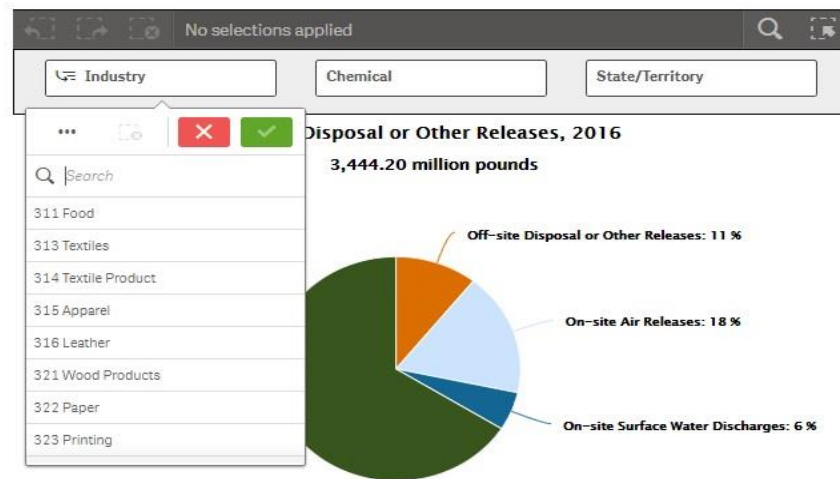 No selections applied
Industry
Chemical
State/Territory
Disposal or Other Releases, 2016
3,444.20 million pounds
Search
311 Food
313 Textiles
314 Textile Product
315 Apparel
316 Leather
321 Wood Products
322 Paper
323 Printing
Off-site Disposal or Other Releases: 11 %
On-site Air Releases: 18 %
On-site Surface Water Discharges: 6 %